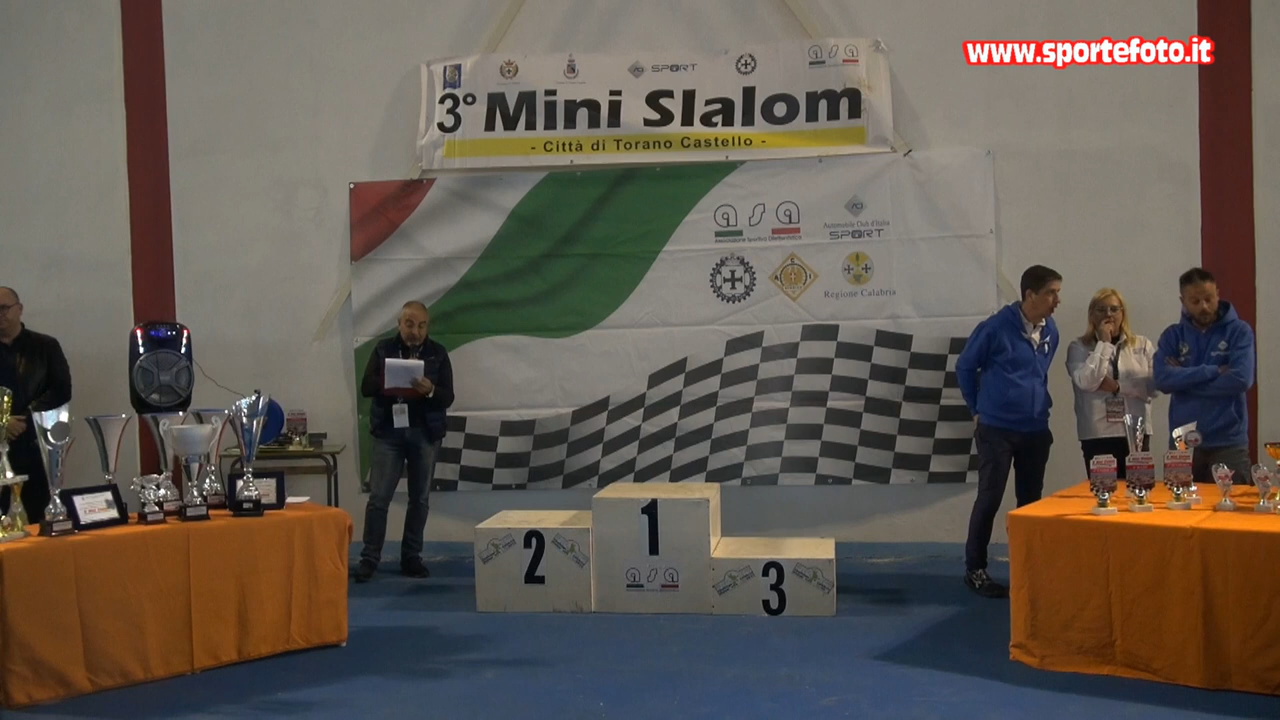 www.sportefoto.it
SPORT
3° Mini Slalom
- Città di Torano Castello -
Automobile Club d'Italia
SPORT
Regione Calabria
1
2
3